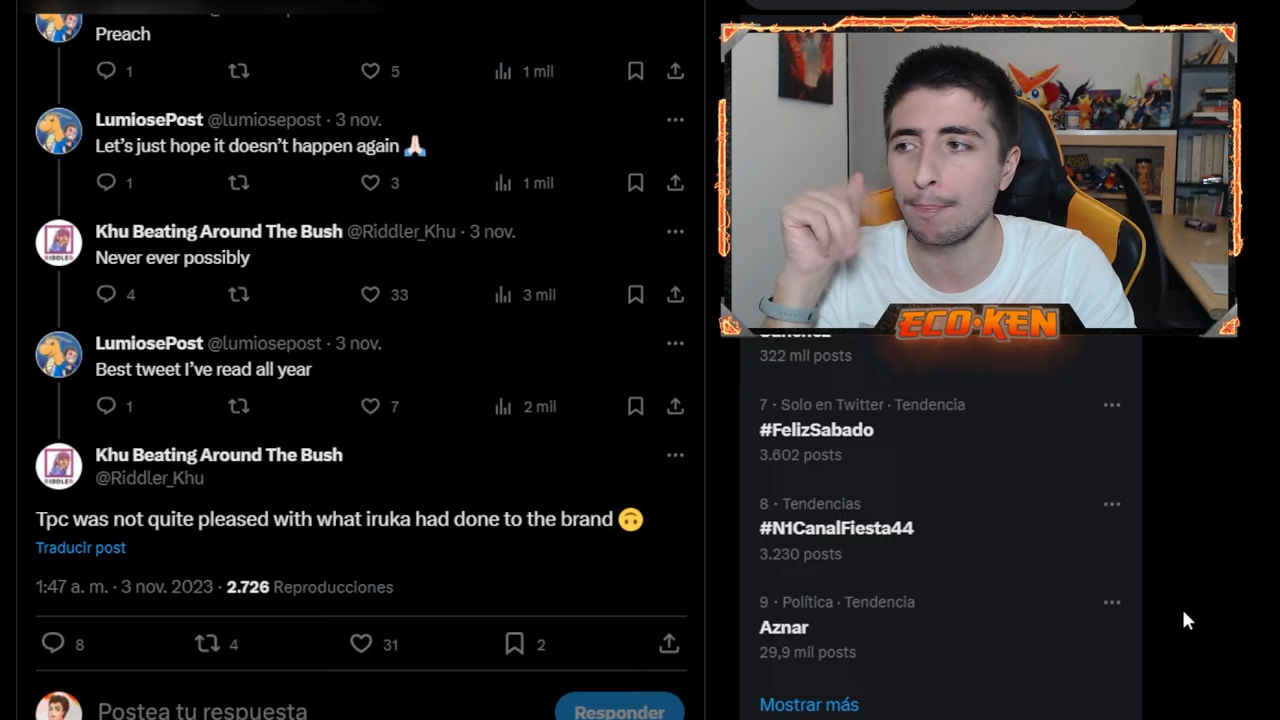 Preach
1
5
1 mil
LumiosePost @lumiosepost · 3 nov.
Let's just hope it doesn't happen again 🙏🏻
1
3
1 mil
Khu Beating Around The Bush @Riddler_Khu · 3 nov.
Never ever possibly
4
33
3 mil
LumiosePost @lumiosepost · 3 nov.
Best tweet I've read all year
1
7
2 mil
Khu Beating Around The Bush
@Riddler_Khu
Tpc was not quite pleased with what iruka had done to the brand 🙃
Traducir post
1:47 a. m. · 3 nov. 2023 · 2.726 Reproducciones
8
4
31
2
Postea tu respuesta
Responder
ECO·KEN
322 mil posts
7 · Solo en Twitter · Tendencia
#FelizSabado
3.602 posts
8 · Tendencias
#N1CanalFiesta44
3.230 posts
9 · Política · Tendencia
Aznar
29,9 mil posts
Mostrar más